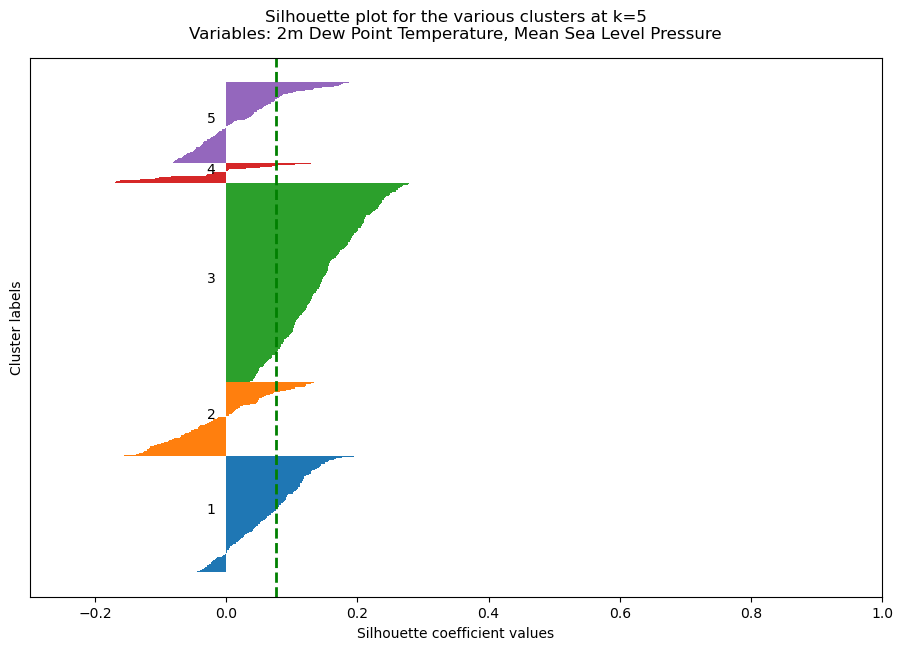 Silhouette plot for the various clusters at k=5
Variables: 2m Dew Point Temperature, Mean Sea Level Pressure
5
4
3
2
1
Cluster labels
−0.2 0.0 0.2 0.4 0.6 0.8 1.0
Silhouette coefficient values